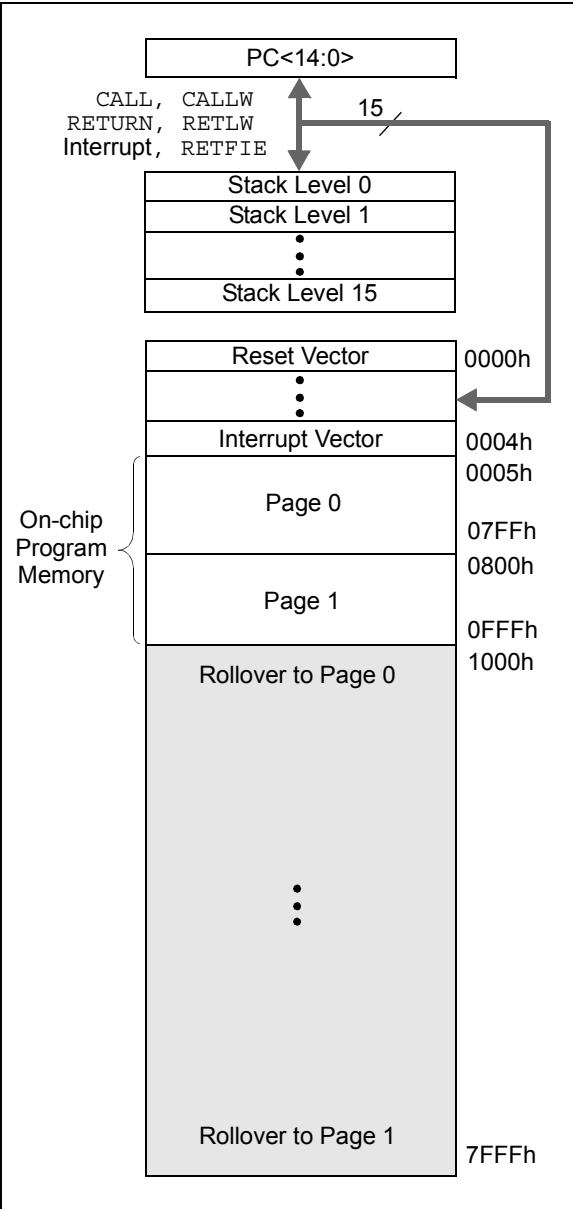 PC<14:0>
CALL, CALLW
15
RETURN, RETLW
Interrupt, RETFIE
Stack Level 0
Stack Level 1
Stack Level 15
Reset Vector
0000h
Interrupt Vector
0004h
0005h
Page 0
On-chip
Program
Memory
07FFh
0800h
Page 1
0FFFh
1000h
Rollover to Page 0
Rollover to Page 1
7FFFh